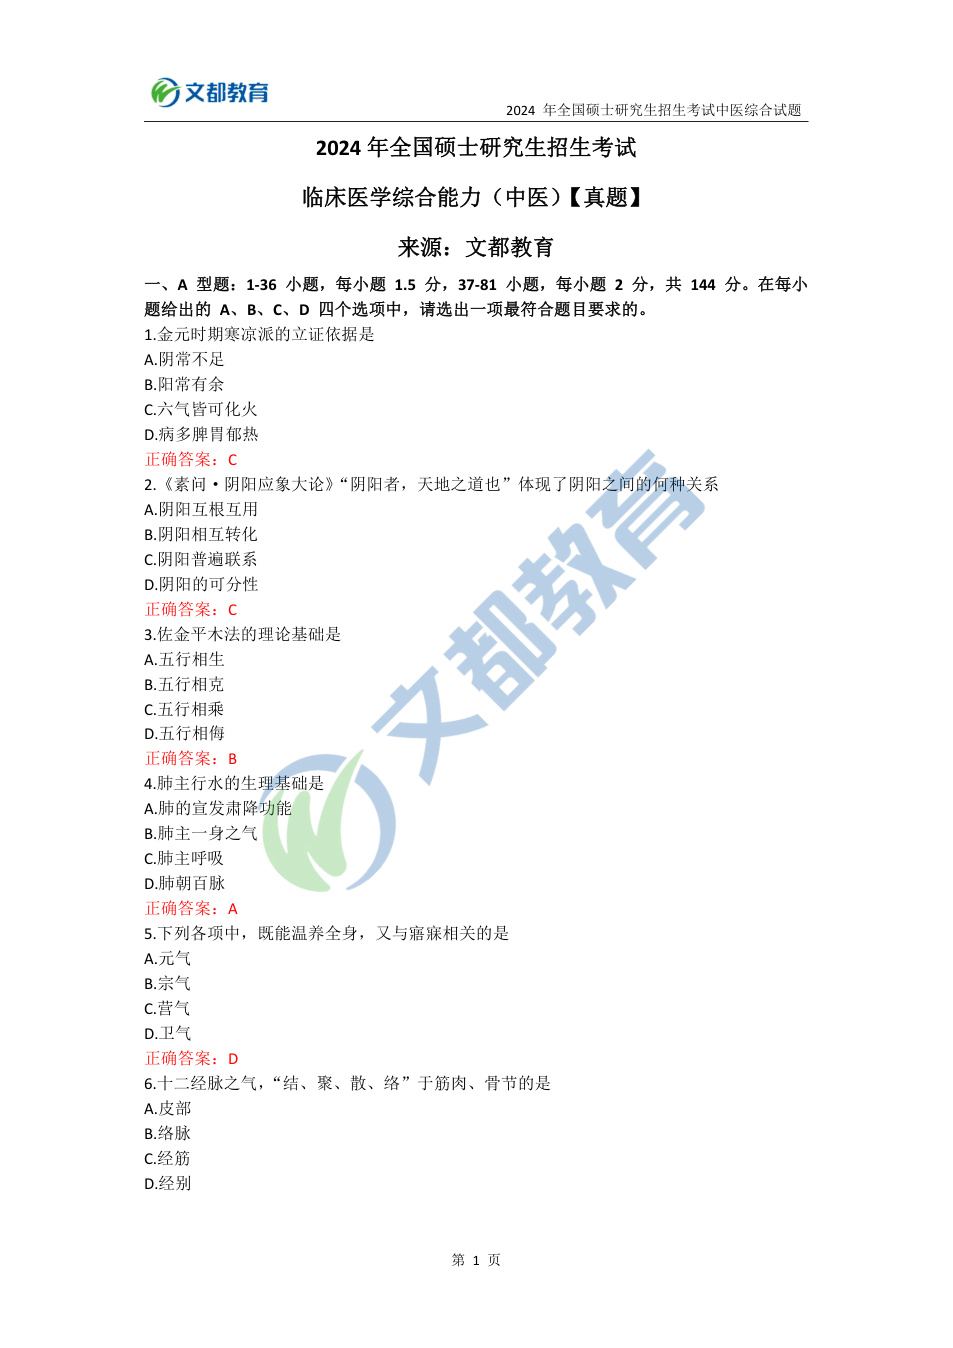 文都教育
2024 年全国硕士研究生招生考试中医综合试题
2024 年全国硕士研究生招生考试
临床医学综合能力（中医）【真题】
来源：文都教育
一、A 型题：1-36 小题，每小题 1.5 分，37-81 小题，每小题 2 分，共 144 分。在每小
题给出的 A、B、C、D 四个选项中，请选出一项最符合题目要求的。
1.金元时期寒凉派的立证依据是
A.阴常不足
B.阳常有余
C.六气皆可化火
D.病多脾胃郁热
正确答案：C
2.《素问·阴阳应象大论》“阴阳者，天地之道也”体现了阴阳之间的何种关系
A.阴阳互根互用
B.阴阳相互转化
C.阴阳普遍联系
D.阴阳的可分性
正确答案：C
3.佐金平木法的理论基础是
A.五行相生
B.五行相克
C.五行相乘
D.五行相侮
正确答案：B
4.肺主行水的生理基础是
A.肺的宣发肃降功能
B.肺主一身之气
C.肺主呼吸
D.肺朝百脉
正确答案：A
5.下列各项中，既能温养全身，又与寤寐相关的是
A.元气
B.宗气
C.营气
D.卫气
正确答案：D
6.十二经脉之气，“结、聚、散、络”于筋肉、骨节的是
A.皮部
B.络脉
C.经筋
D.经别
文都教育
第 1 页